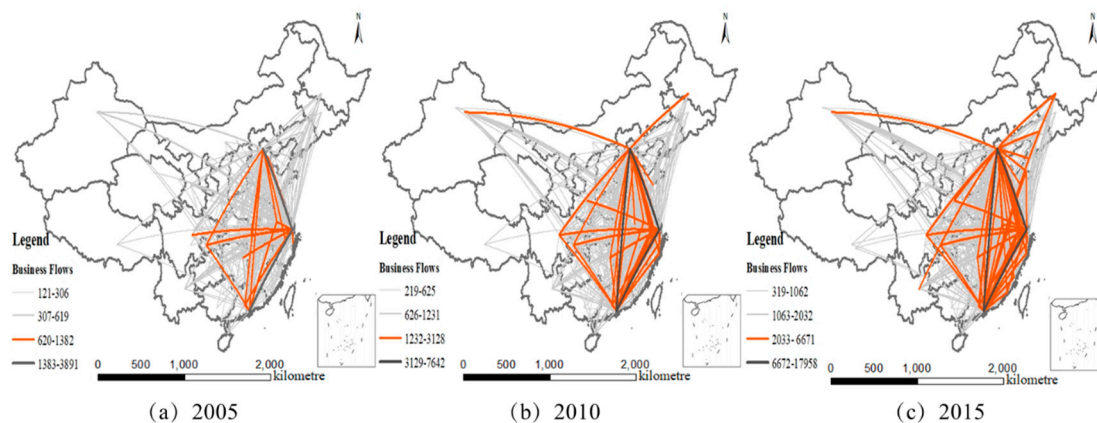 N
Legend
Business Flows
121-306
307-619
620-1382
1383-3891
0 500 1,000 2,000
kilometre
(a) 2005
N
Legend
Business Flows
219-625
626-1231
1232-3128
3129-7642
0 500 1,000 2,000
kilometre
(b) 2010
N
Legend
Business Flows
319-1062
1063-2032
2033- 6671
6672-17958
0 500 1,000 2,000
kilometre
(c) 2015